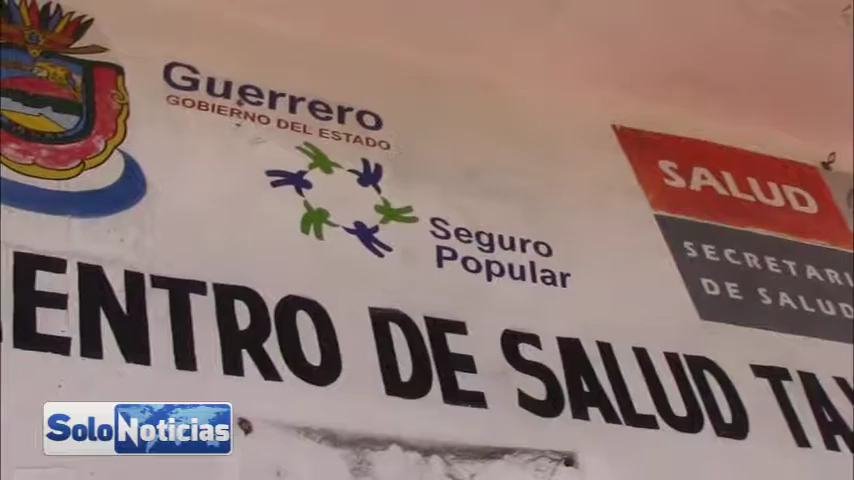 Guerrero
GOBIERNO DEL ESTADO
Seguro
Popular
SALUD
SECRETARI
DE SALUD
ENTRO DE SALUD TA
SoloNoticias